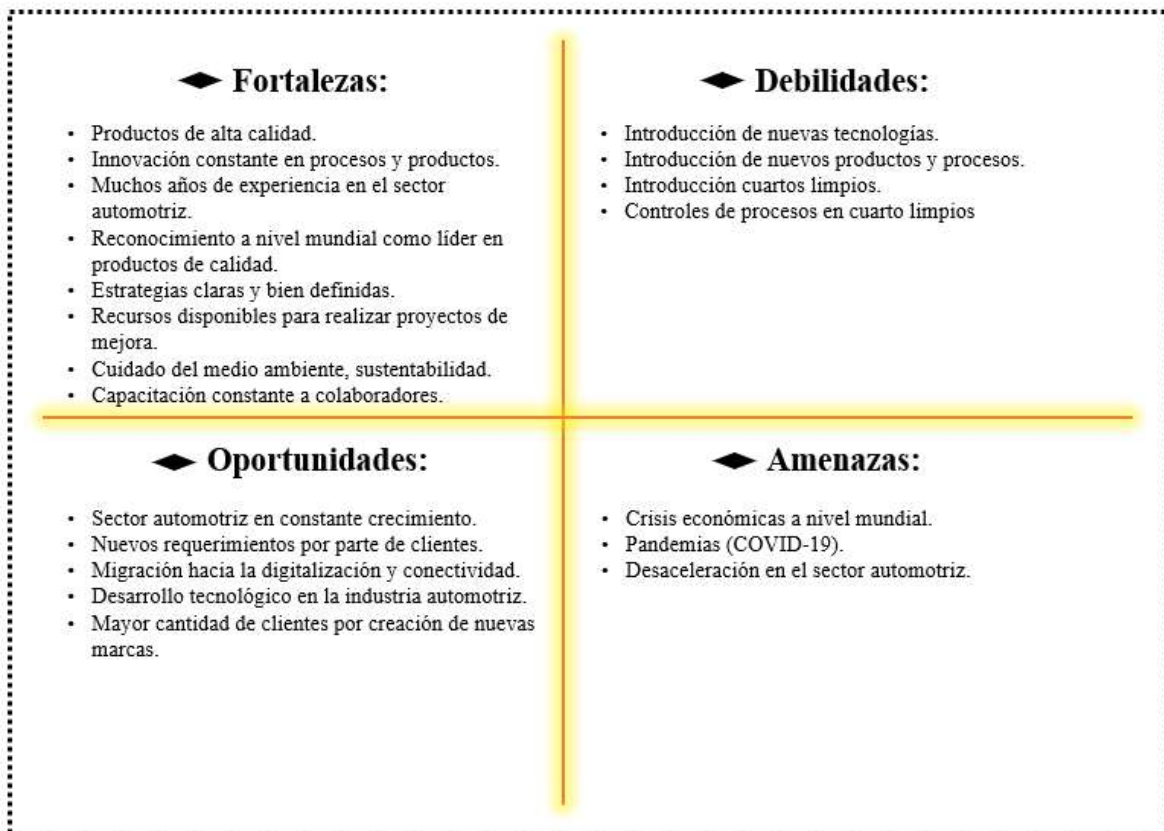 Fortalezas:
• Productos de alta calidad.
• Innovación constante en procesos y productos.
• Muchos años de experiencia en el sector
automotriz.
• Reconocimiento a nivel mundial como líder en
productos de calidad.
• Estrategias claras y bien definidas.
• Recursos disponibles para realizar proyectos de
mejora.
• Cuidado del medio ambiente, sustentabilidad.
• Capacitación constante a colaboradores.
Debilidades:
• Introducción de nuevas tecnologías.
• Introducción de nuevos productos y procesos.
• Introducción cuartos limpios.
• Controles de procesos en cuarto limpios
Oportunidades:
• Sector automotriz en constante crecimiento.
• Nuevos requerimientos por parte de clientes.
• Migración hacia la digitalización y conectividad.
• Desarrollo tecnológico en la industria automotriz.
• Mayor cantidad de clientes por creación de nuevas
marcas.
Amenazas:
• Crisis económicas a nivel mundial.
• Pandemias (COVID-19).
• Desaceleración en el sector automotriz.